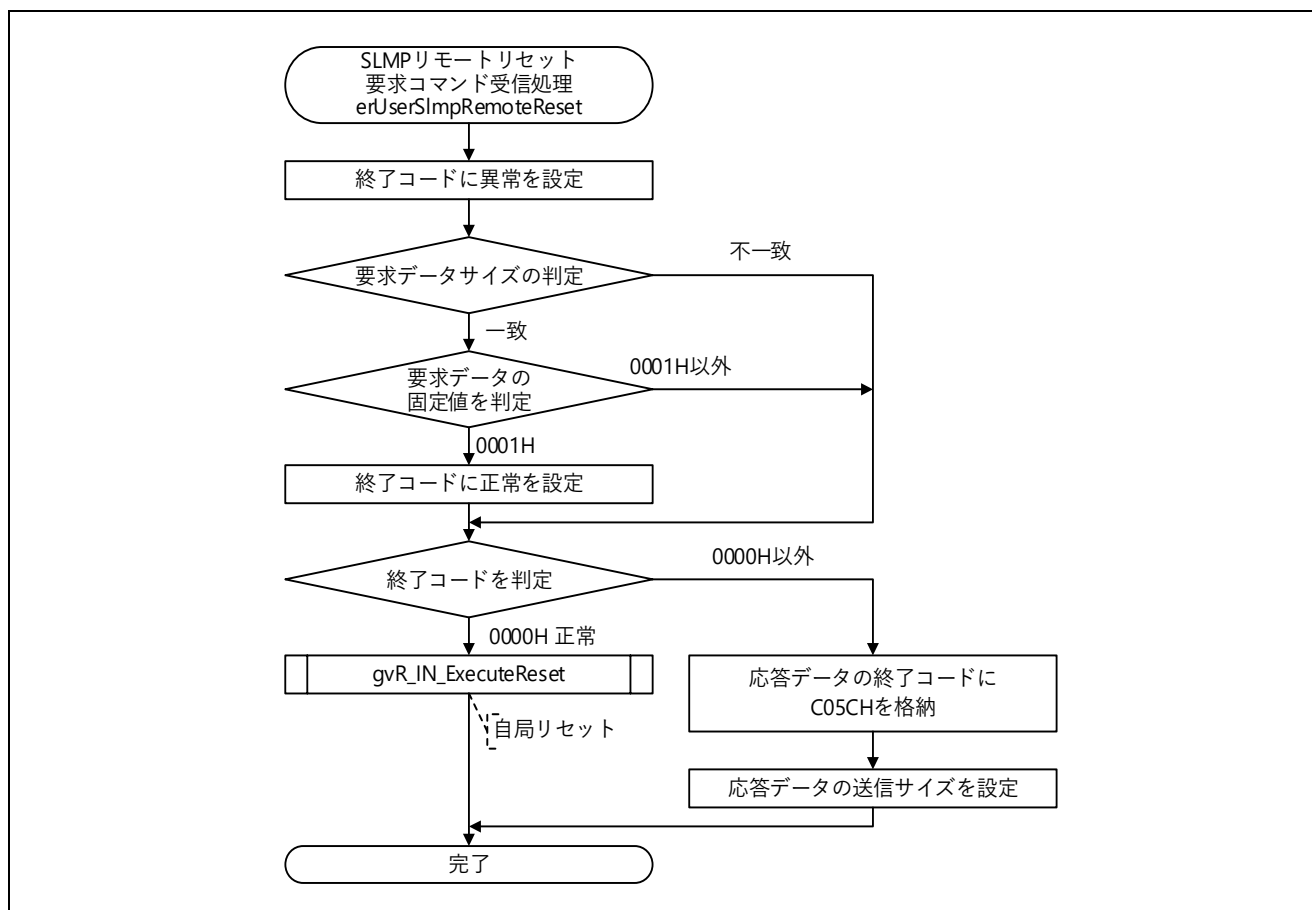 SLMPリモートリセット
要求コマンド受信処理
erUserSlmpRemoteReset
終了コードに異常を設定
要求データサイズの判定
不一致
一致
要求データの
固定値を判定
0001H以外
0001H
終了コードに正常を設定
終了コードを判定
0000H以外
0000H 正常
gvR_IN_ExecuteReset
自局リセット
応答データの終了コードに
C05CHを格納
応答データの送信サイズを設定
完了